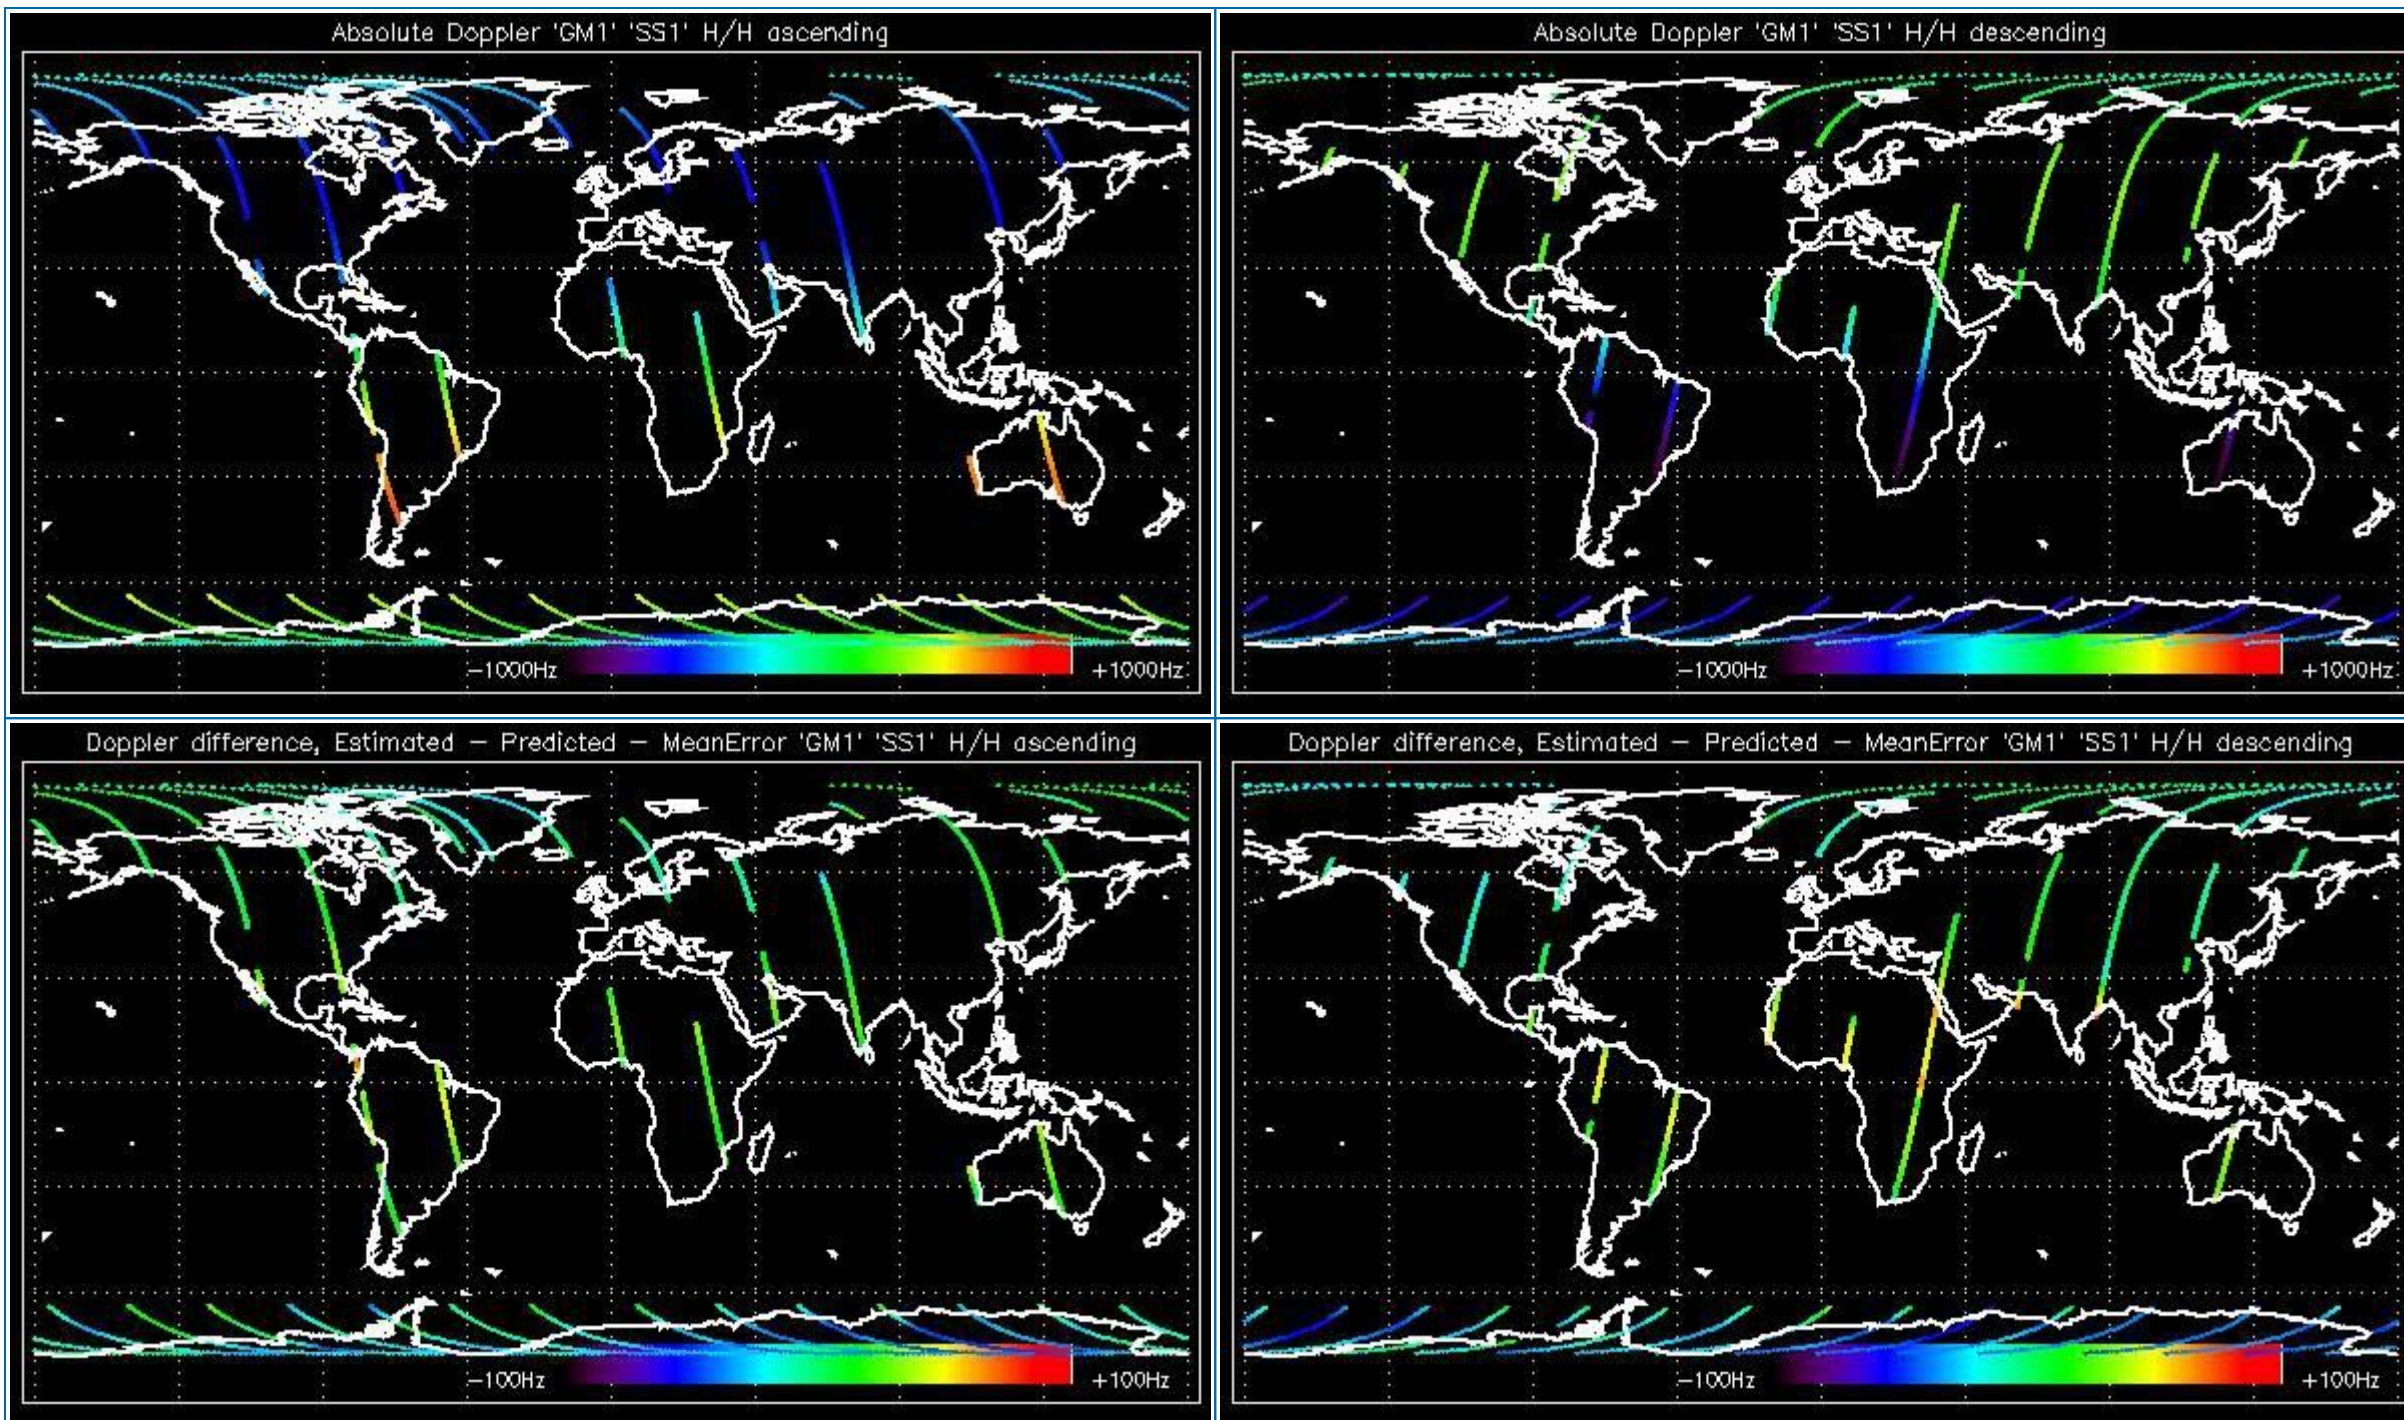 Absolute Doppler 'GM1' 'SS1' H/H ascending
-1000Hz
+1000Hz
Absolute Doppler 'GM1' 'SS1' H/H descending
-1000Hz
+1000Hz
Doppler difference, Estimated - Predicted - MeanError 'GM1' 'SS1' H/H ascending
-100Hz
+100Hz
Doppler difference, Estimated - Predicted - MeanError 'GM1' 'SS1' H/H descending
-100Hz
+100Hz